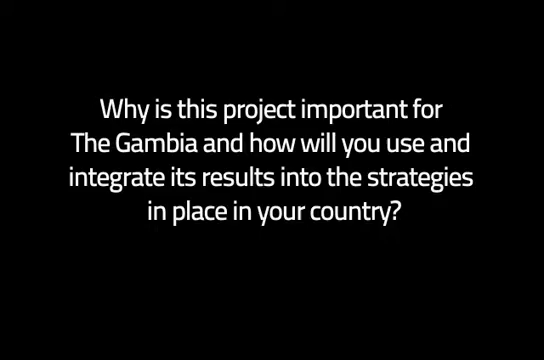 Why is this project important for
The Gambia and how will you use and
integrate its results into the strategies
in place in your country?